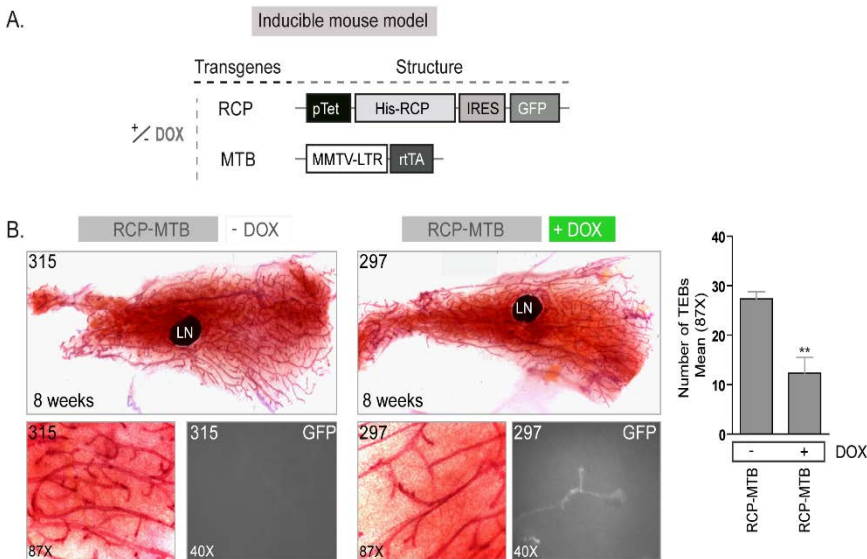 A.
Inducible mouse model
Transgenes Structure
+/- DOX
RCP pTet His-RCP IRES GFP
MTB MMTV-LTR rtTA
B.
RCP-MTB - DOX
RCP-MTB + DOX
315
LN
8 weeks
297
LN
8 weeks
315
87X
315 GFP
40X
297
87X
297 GFP
40X
Number of TEBs
Mean (87X)
40
30
20
10
0
**
- + DOX
RCP-MTB
RCP-MTB